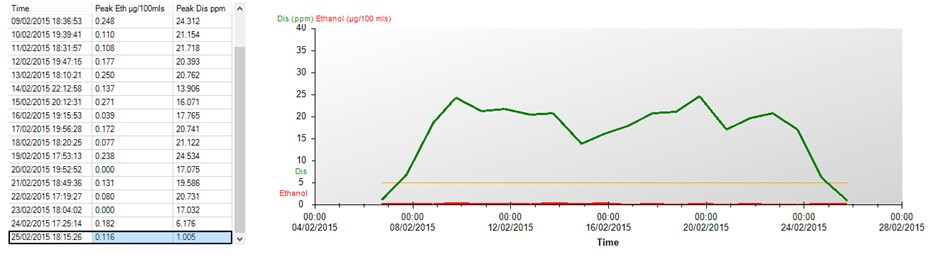 Time Peak Eth µg/100mls Peak Dis ppm
09/02/2015 18:36:53 0.248 24.312
10/02/2015 19:39:41 0.110 21.154
11/02/2015 18:31:57 0.108 21.718
12/02/2015 19:47:15 0.177 20.393
13/02/2015 18:10:21 0.250 20.762
14/02/2015 22:12:58 0.137 13.906
15/02/2015 20:12:31 0.271 16.071
16/02/2015 19:15:53 0.039 17.765
17/02/2015 19:56:28 0.172 20.741
18/02/2015 18:20:25 0.077 21.122
19/02/2015 17:53:13 0.238 24.534
20/02/2015 19:52:52 0.000 17.075
21/02/2015 18:49:36 0.131 19.586
22/02/2015 17:19:27 0.080 20.731
23/02/2015 18:04:02 0.000 17.032
24/02/2015 17:25:14 0.182 6.176
25/02/2015 18:15:26 0.116 1.005
Dis (ppm) Ethanol (µg/100 mls)
40
35
30
25
20
15
10
Dis
5
Ethanol
0
00:00 00:00 00:00 00:00 00:00 00:00 00:00
04/02/2015 08/02/2015 12/02/2015 16/02/2015 20/02/2015 24/02/2015 28/02/2015
Time